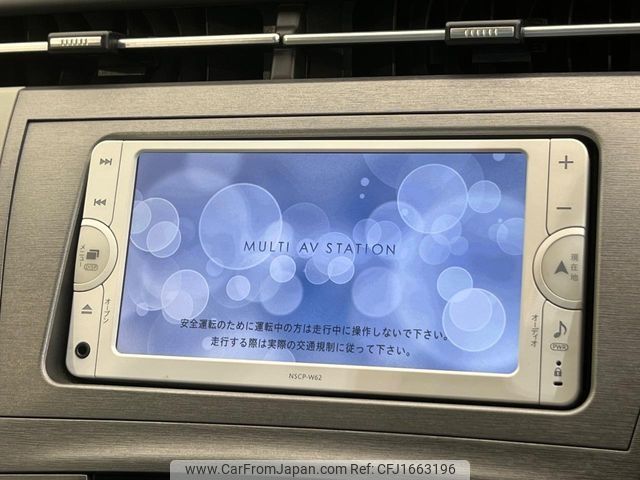 メニュー
DISP
オープン
MULTI AV STATION
安全運転のために運転中の方は走行中に操作しないで下さい。
走行する際は実際の交通規制に従って下さい。
NSCP-W62
現在地
オーディオ
PWR
www.CarFromJapan.com Ref: CFJ1663196